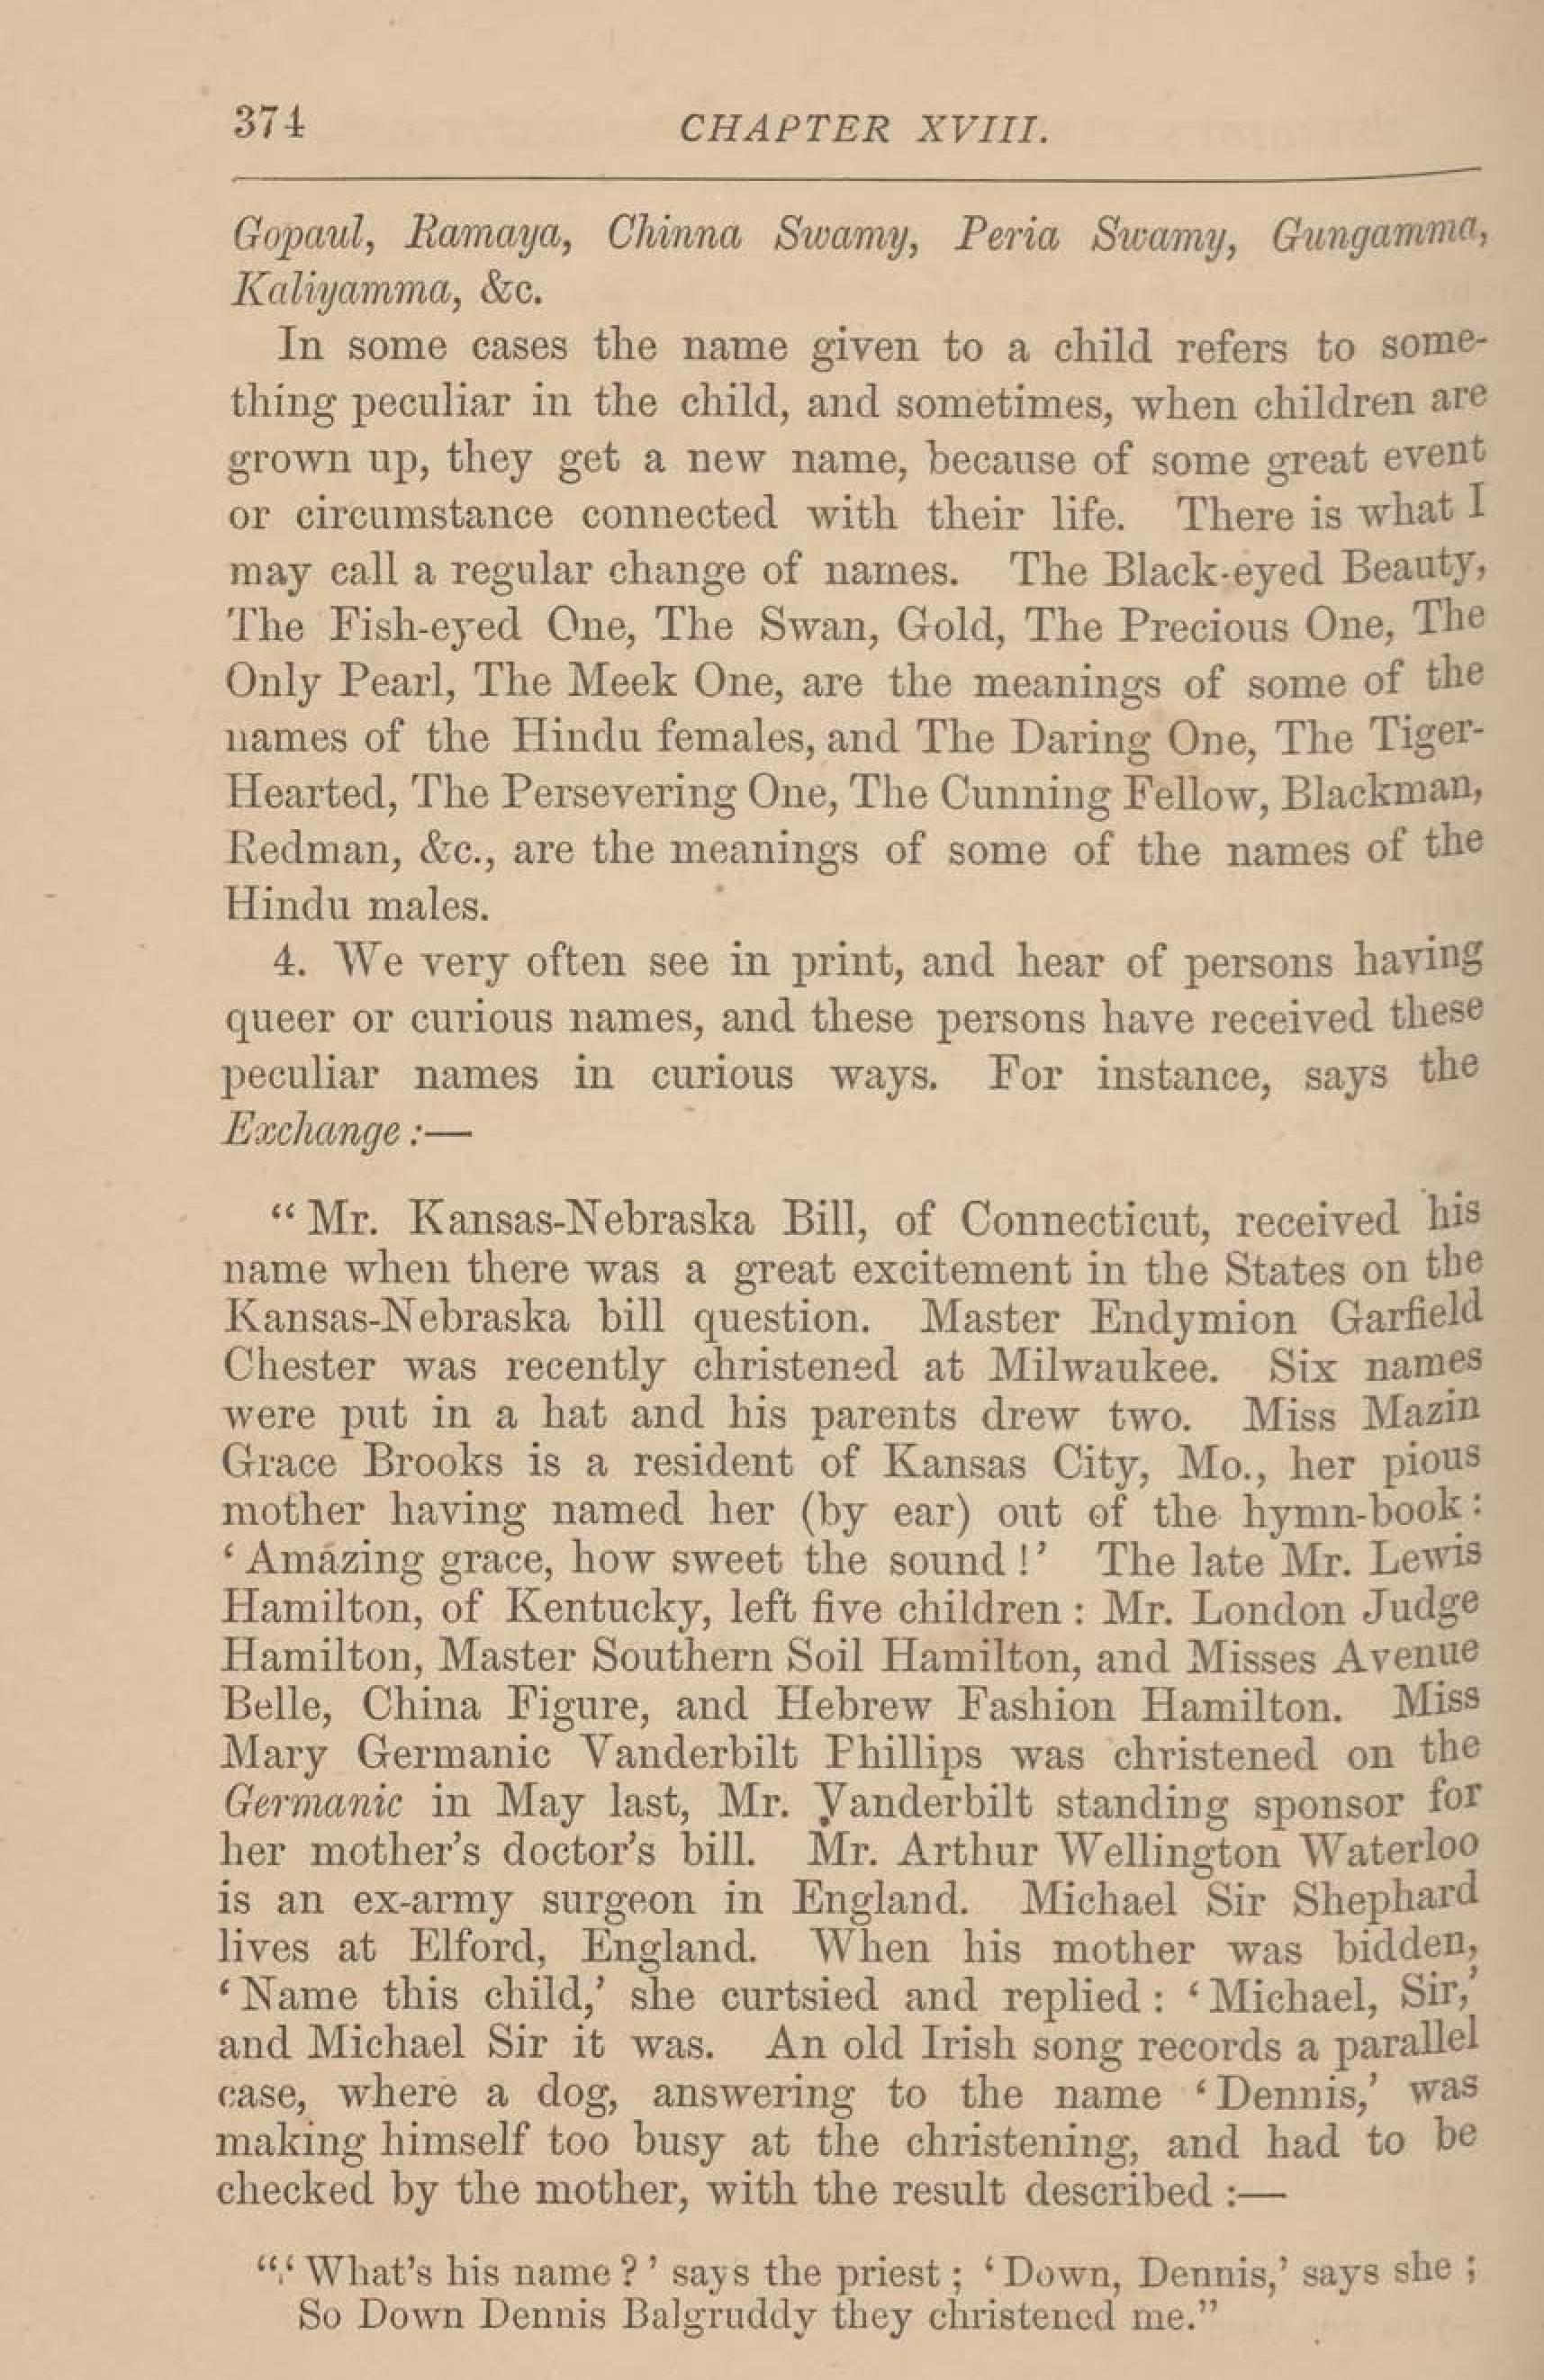 374
CHAPTER XVIII.
Gopaul, Ramaya, Chinna Swamy, Peria Swamy, Gungamma,
Kaliyamma, &c.
In some cases the name given to a child refers to some-
thing peculiar in the child, and sometimes, when children are
grown up, they get a new name, because of some great event
or circumstance connected with their life. There is what I
may call a regular change of names. The Black-eyed Beauty,
The Fish-eyed One, The Swan, Gold, The Precious One, The
Only Pearl, The Meek One, are the meanings of some of the
names of the Hindu females, and The Daring One, The Tiger-
Hearted, The Persevering One, The Cunning Fellow, Blackman,
Redman, &c., are the meanings of some of the names of the
Hindu males.
4. We very often see in print, and hear of persons having
queer or curious names, and these persons have received these
peculiar names in curious ways. For instance, says the
Exchange :—
“Mr. Kansas-Nebraska Bill, of Connecticut, received his
name when there was a great excitement in the States on the
Kansas-Nebraska bill question. Master Endymion Garfield
Chester was recently christened at Milwaukee. Six names
were put in a hat and his parents drew two. Miss Mazin
Grace Brooks is a resident of Kansas City, Mo., her pious
mother having named her (by ear) out of the hymn-book:
‘Amazing grace, how sweet the sound!’ The late Mr. Lewis
Hamilton, of Kentucky, left five children : Mr. London Judge
Hamilton, Master Southern Soil Hamilton, and Misses Avenue
Belle, China Figure, and Hebrew Fashion Hamilton. Miss
Mary Germanic Vanderbilt Phillips was christened on the
Germanic in May last, Mr. Vanderbilt standing sponsor for
her mother's doctor's bill. Mr. Arthur Wellington Waterloo
is an ex-army surgeon in England. Michael Sir Shephard
lives at Elford, England. When his mother was bidden,
‘Name this child,’ she curtsied and replied : ‘Michael, Sir,’
and Michael Sir it was. An old Irish song records a parallel
case, where a dog, answering to the name ‘Dennis,’ was
making himself too busy at the christening, and had to be
checked by the mother, with the result described :—
“‘What's his name ?’ says the priest ; ‘Down, Dennis,’ says she ;
So Down Dennis Balgruddy they christened me.”